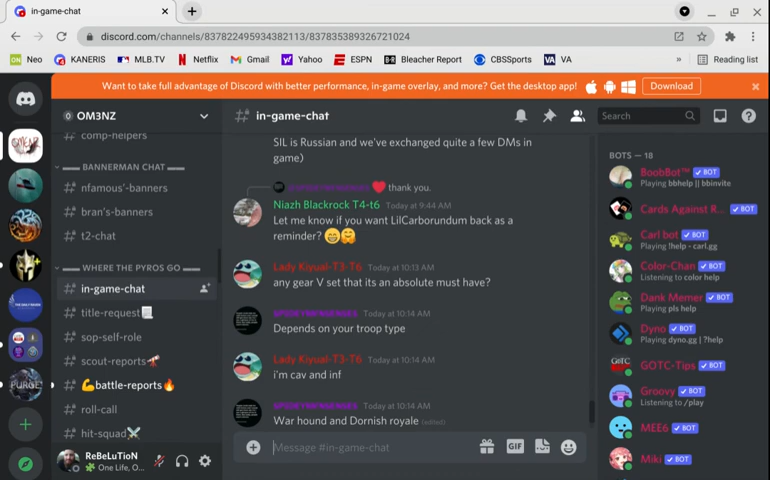 in-game-chat
discord.com/channels/837822495934382113/837835389326721024
ON Neo KANERIS MLB.TV Netflix Gmail Yahoo ESPN B·R Bleacher Report CBSSports VA VA » Reading list
Want to take full advantage of Discord with better performance, in-game overlay, and more? Get the desktop app! Download
OM3NZ
comp-helpers
BANNERMAN CHAT
nfamous'-banners
bran's-banners
t2-chat
WHERE THE PYROS GO
in-game-chat
title-request
sop-self-role
scout-reports
battle-reports
roll-call
hit-squad
ReBeLuTioN
One Life, O...
in-game-chat
Search
SIL is Russian and we've exchanged quite a few DMs in
game)
thank you.
Niazh Blackrock T4-t6 Today at 9:44 AM
Let me know if you want LilCarborundum back as a
reminder?
Lady Kiyual-T3-T6 Today at 10:13 AM
any gear V set that its an absolute must have?
Today at 10:14 AM
Depends on your troop type
Lady Kiyual-T3-T6 Today at 10:14 AM
i'm cav and inf
Today at 10:14 AM
War hound and Dornish royale (edited)
Message #in-game-chat
GIF
BOTS — 18
BoobBot™ BOT
Playing bbhelp || bbinvite
Cards Against R... BOT
Carl bot BOT
Playing !help - carl.gg
Color-Chan BOT
Listening to color help
Dank Memer BOT
Playing pls help
Dyno BOT
Playing dyno.gg | ?help
GOTC-Tips BOT
Groovy BOT
Listening to /play
MEE6 BOT
Miki BOT